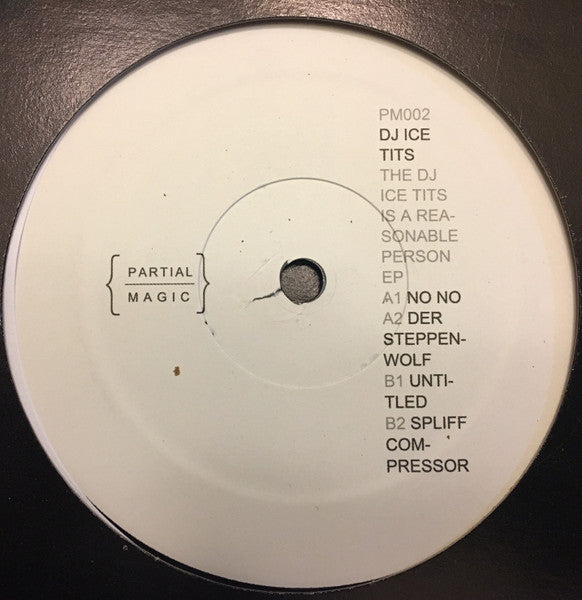 PARTIAL
MAGIC
PM002
DJ ICE
TITS
THE DJ
ICE TITS
IS A REA-
SONABLE
PERSON
EP
A1 NO NO
A2 DER
STEPPEN-
WOLF
B1 UNTI-
TLED
B2 SPLIFF
COM-
PRESSOR